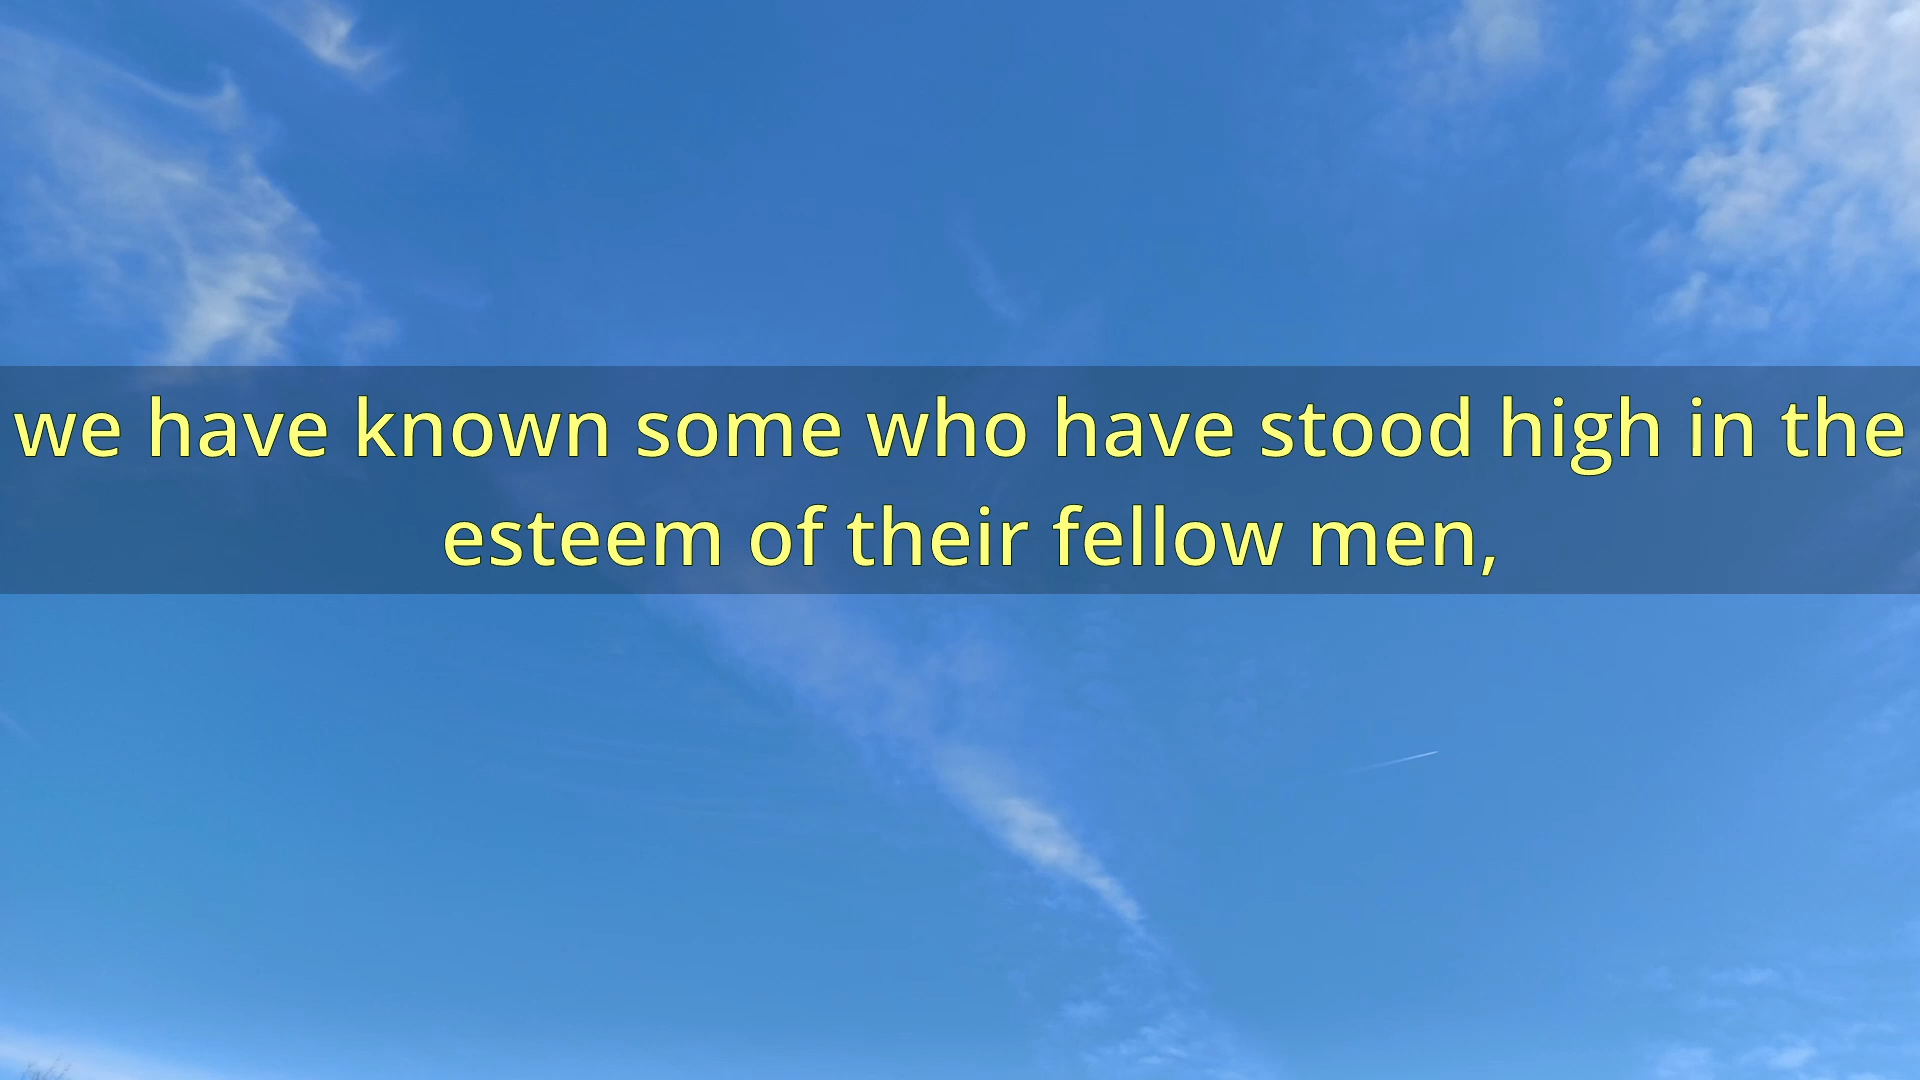 we have known some who have stood high in the
esteem of their fellow men,